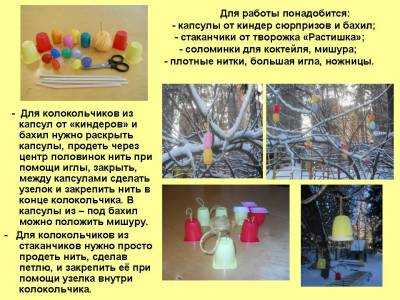 Для работы понадобится:
- капсулы от киндер сюрпризов и бахил;
- стаканчики от творожка «Растишка»;
- соломинки для коктейля, мишура;
- плотные нитки, большая игла, ножницы.
- Для колокольчиков из
капсул от «киндеров» и
бахил нужно раскрыть
капсулы, продеть через
центр половинок нить при
помощи иглы, закрыть,
между капсулами сделать
узелок и закрепить нить в
конце колокольчика. В
капсулы из – под бахил
можно положить мишуру.
- Для колокольчиков из
стаканчиков нужно просто
продеть нить, сделав
петлю, и закрепить её при
помощи узелка внутри
колокольчика.